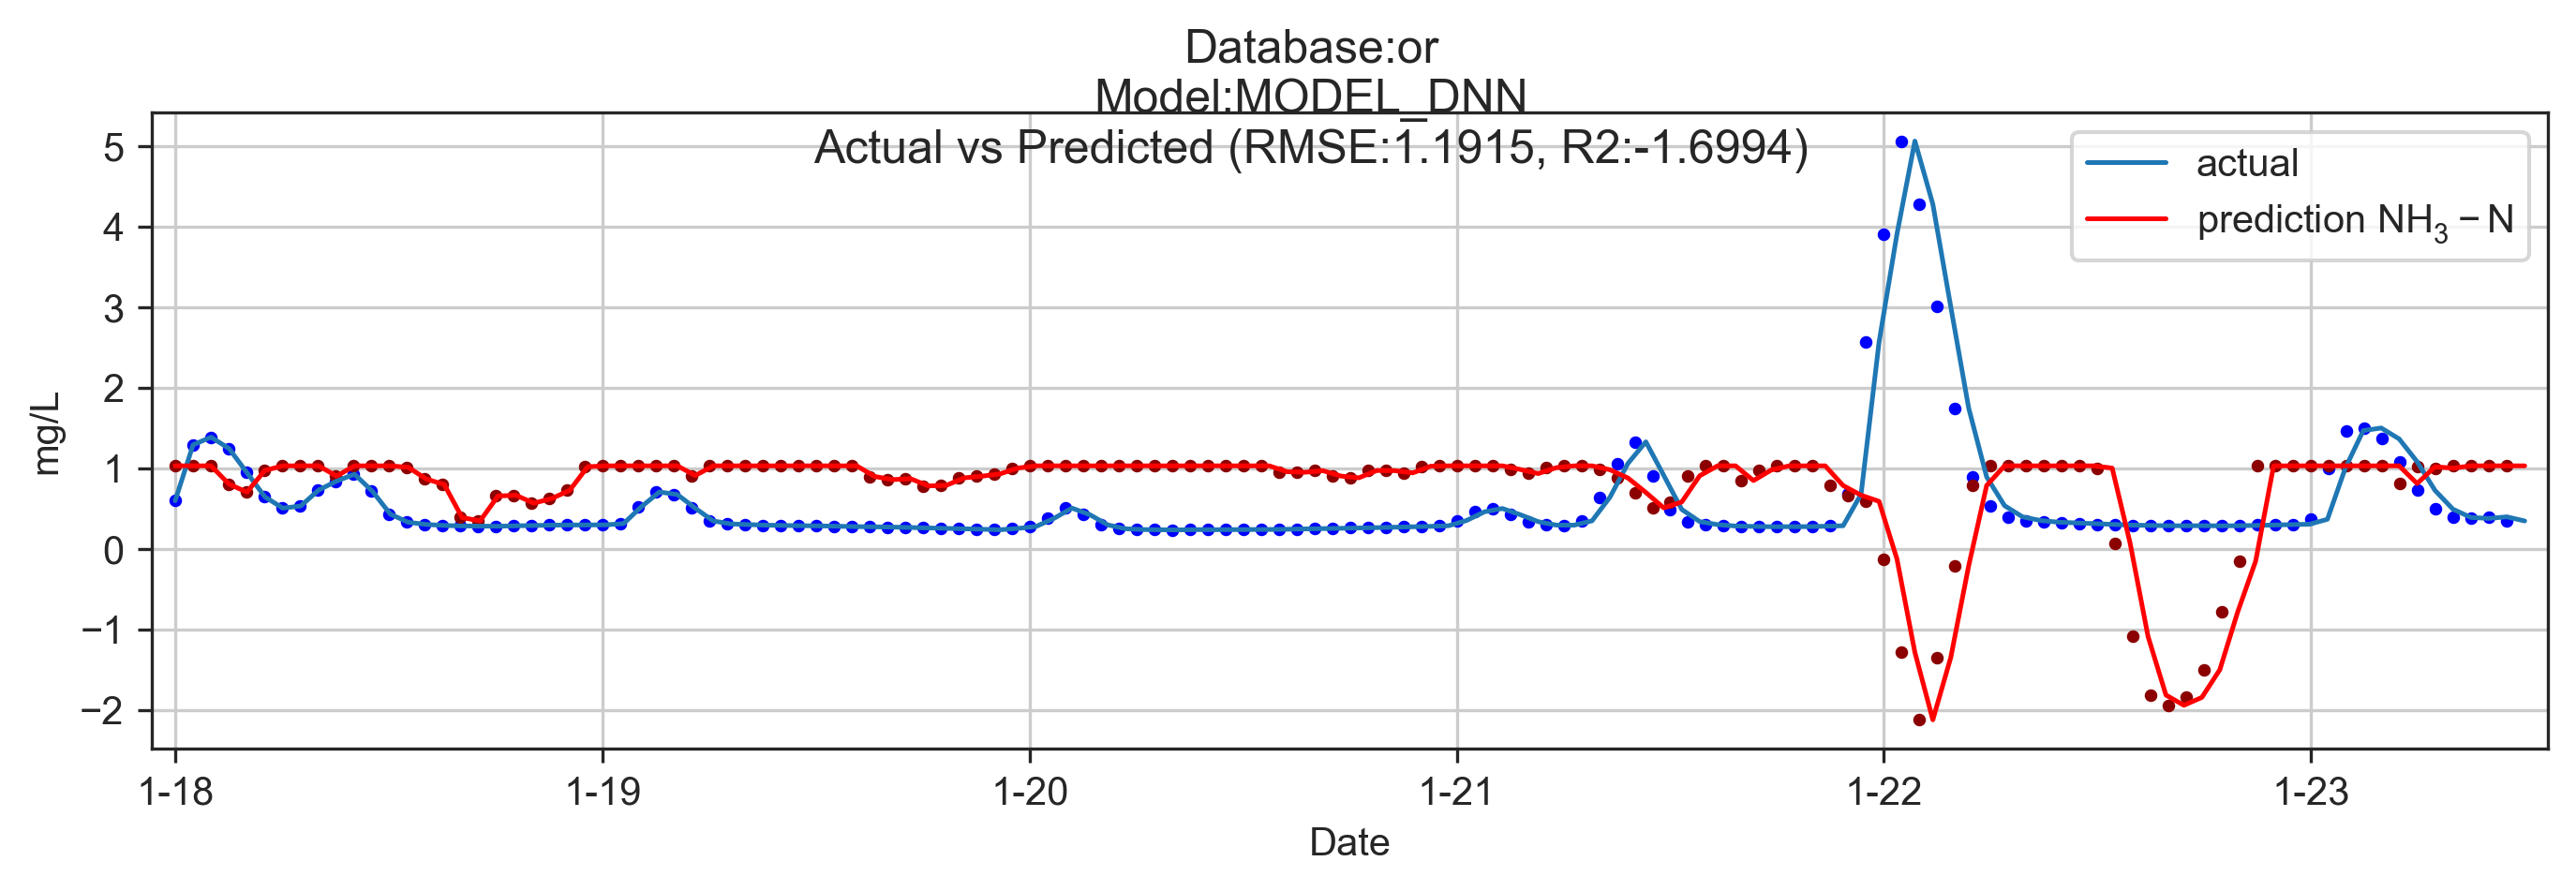 Database:or
Model:MODEL_DNN
Actual vs Predicted (RMSE:1.1915, R2:-1.6994)
actual
prediction NH₃ − N
5
4
3
2
1
0
−1
−2
mg/L
1-18 1-19 1-20 1-21 1-22 1-23
Date